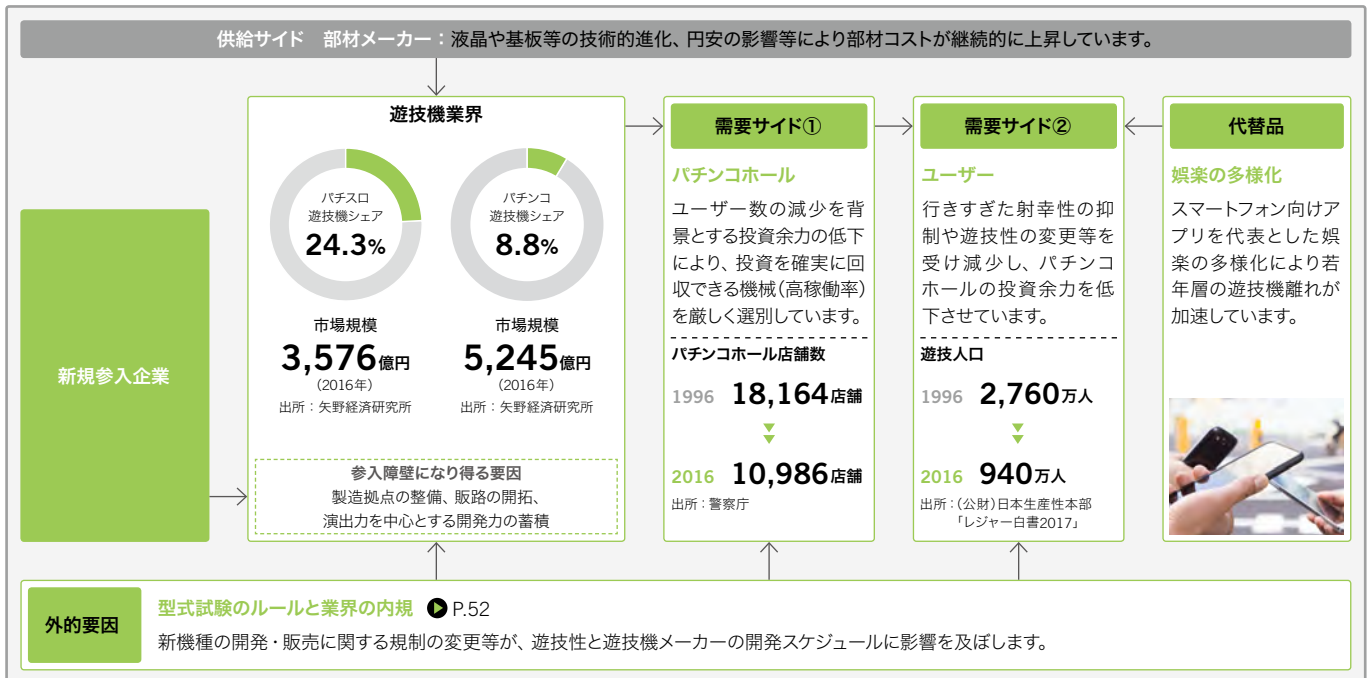 供給サイド 部材メーカー：液晶や基板等の技術的進化、円安の影響等により部材コストが継続的に上昇しています。
新規参入企業
遊技機業界
パチスロ
遊技機シェア
24.3%
市場規模
3,576億円
（2016年）
出所：矢野経済研究所
パチンコ
遊技機シェア
8.8%
市場規模
5,245億円
（2016年）
出所：矢野経済研究所
参入障壁になり得る要因
製造拠点の整備、販路の開拓、
演出力を中心とする開発力の蓄積
需要サイド①
パチンコホール
ユーザー数の減少を背
景とする投資余力の低下
により、投資を確実に回
収できる機械（高稼働率）
を厳しく選別しています。
パチンコホール店舗数
1996 18,164店舗
2016 10,986店舗
出所：警察庁
需要サイド②
ユーザー
行きすぎた射幸性の抑
制や遊技性の変更等を
受け減少し、パチンコ
ホールの投資余力を低
下させています。
遊技人口
1996 2,760万人
2016 940万人
出所：（公財）日本生産性本部
「レジャー白書2017」
代替品
娯楽の多様化
スマートフォン向けア
プリを代表とした娯
楽の多様化により若
年層の遊技機離れが
加速しています。
外的要因
型式試験のルールと業界の内規 P.52
新機種の開発・販売に関する規制の変更等が、遊技性と遊技機メーカーの開発スケジュールに影響を及ぼします。